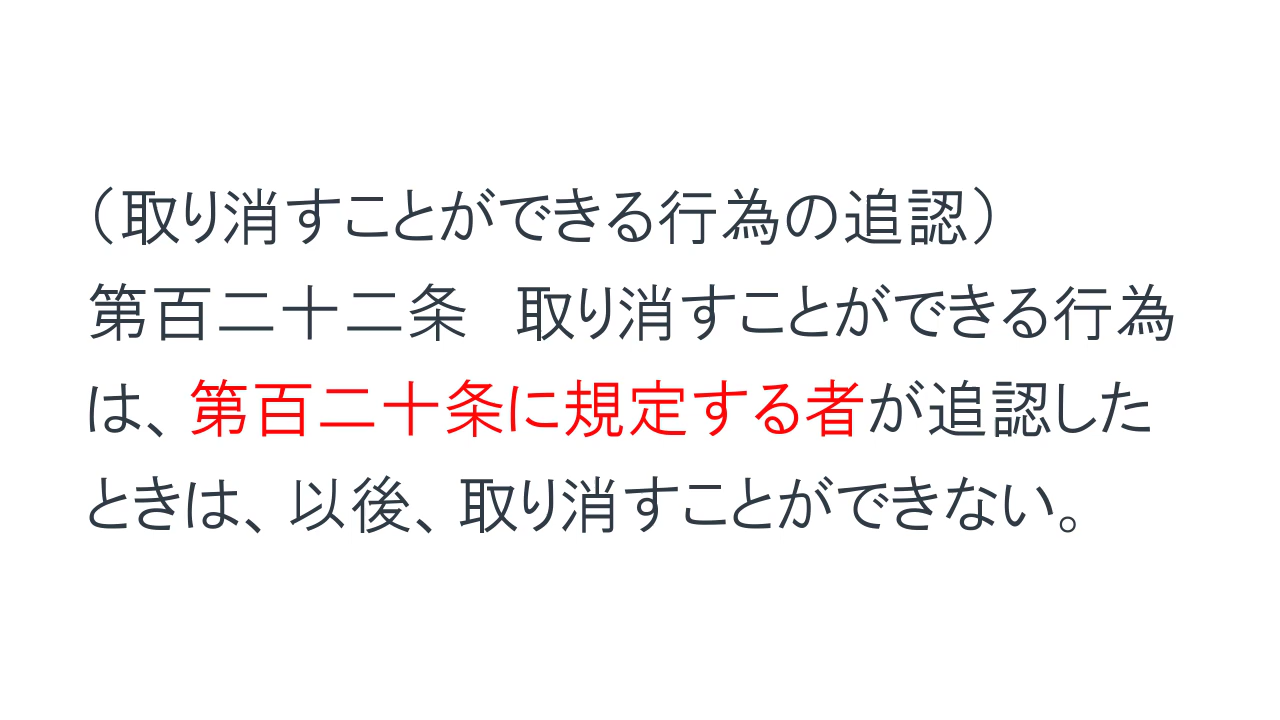 （取り消すことができる行為の追認）
第百二十二条　取り消すことができる行為
は、第百二十条に規定する者が追認した
ときは、以後、取り消すことができない。